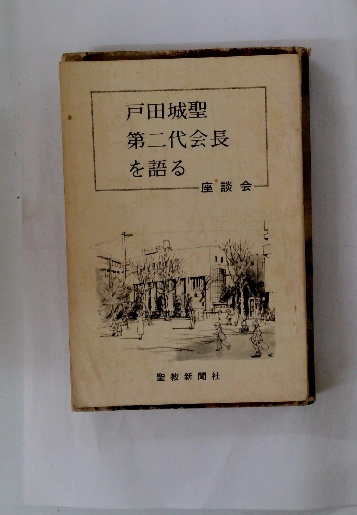 戸田城聖
第二代会長
を語る
座談会
聖教新聞社